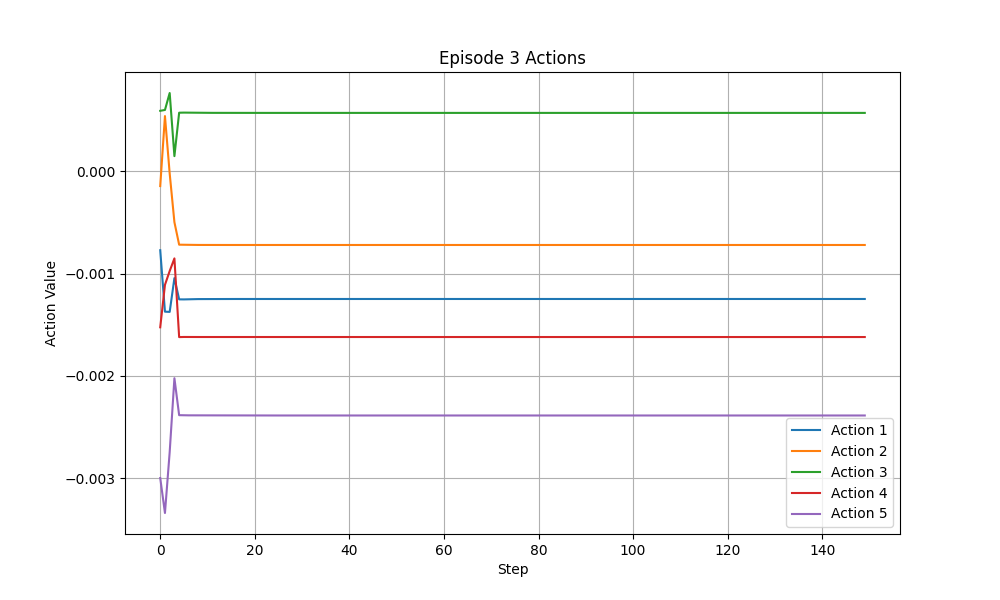 Episode 3 Actions
0.000
−0.001
−0.002
−0.003
Action Value
0 20 40 60 80 100 120 140
Step
Action 1
Action 2
Action 3
Action 4
Action 5